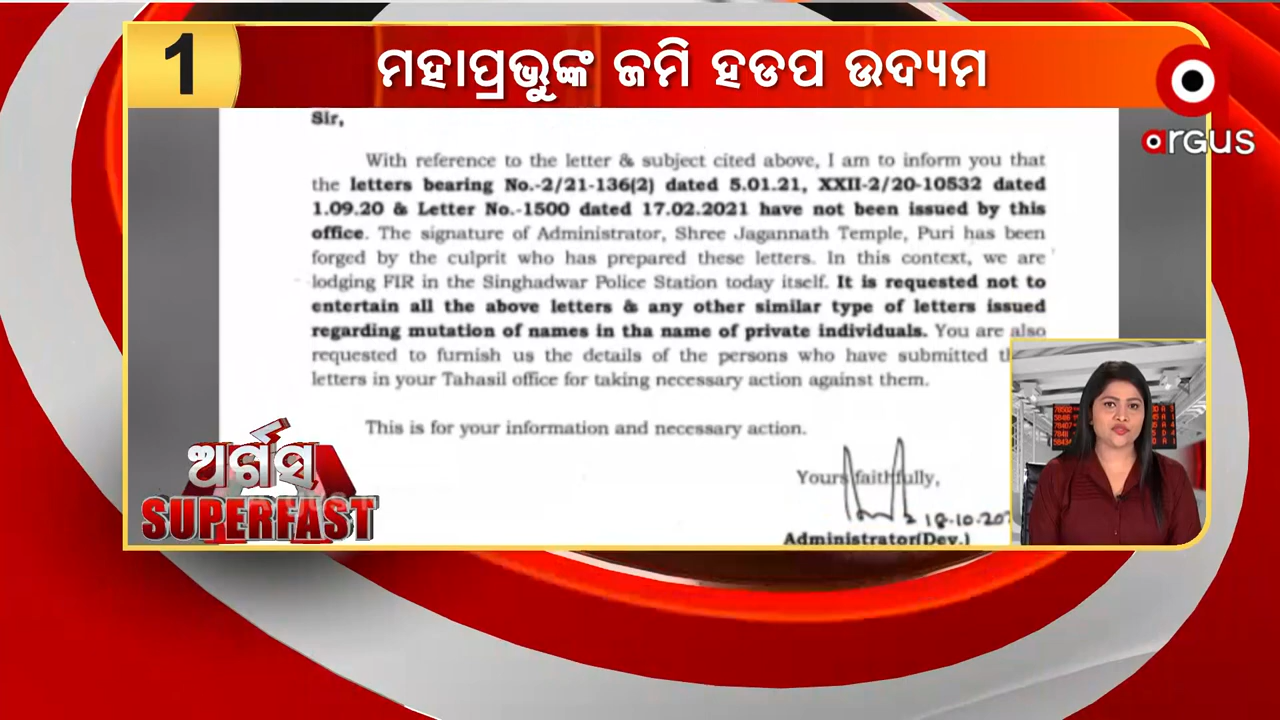 1
ମହାପ୍ରଭୁଙ୍କ ଜମି ହଡପ ଉଦ୍ୟମ
argus
Sir,
With reference to the letter & subject cited above, I am to inform you that
the letters bearing No.-2/21-136(2) dated 5.01.21, XXII-2/20-10532 dated
1.09.20 & Letter No.-1500 dated 17.02.2021 have not been issued by this
office. The signature of Administrator, Shree Jagannath Temple, Puri has been
forged by the culprit who has prepared these letters. In this context, we are
lodging FIR in the Singhadwar Police Station today itself. It is requested not to
entertain all the above letters & any other similar type of letters issued
regarding mutation of names in tha name of private individuals. You are also
requested to furnish us the details of the persons who have submitted
letters in your Tahasil office for taking necessary action against them.
This is for your information and necessary action.
Yours faithfully,
Administrator(Dev.)
ଅର୍ଗସ
SUPERFAST